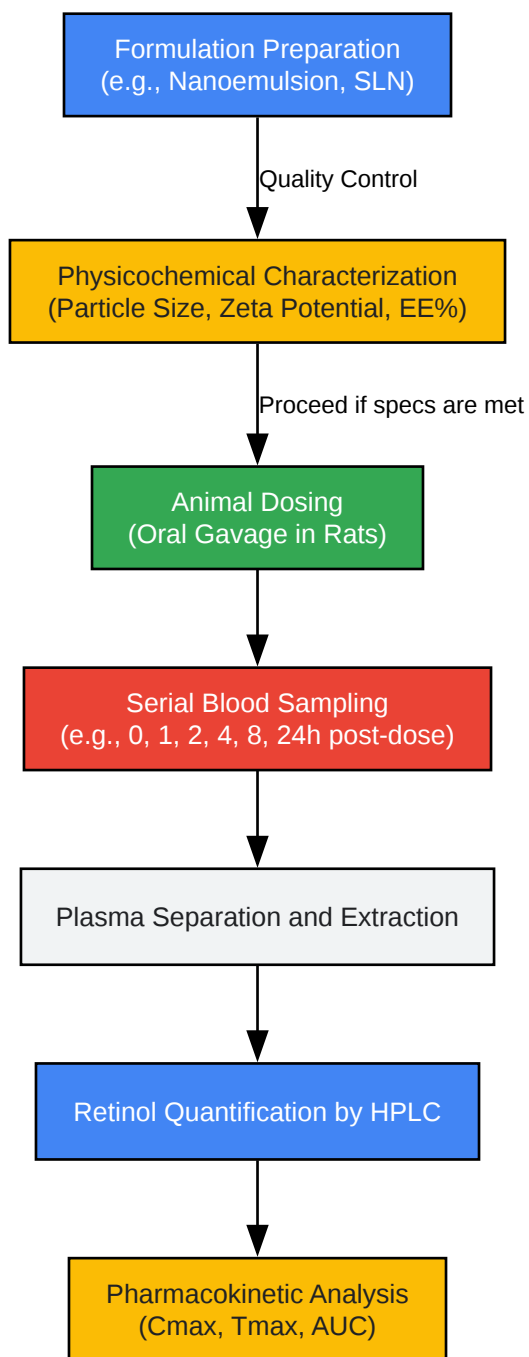 Formulation Preparation
(e.g., Nanoemulsion, SLN)
Quality Control
Physicochemical Characterization
(Particle Size, Zeta Potential, EE%)
Proceed if specs are met
Animal Dosing
(Oral Gavage in Rats)
Serial Blood Sampling
(e.g., 0, 1, 2, 4, 8, 24h post-dose)
Plasma Separation and Extraction
Retinol Quantification by HPLC
Pharmacokinetic Analysis
(Cmax, Tmax, AUC)